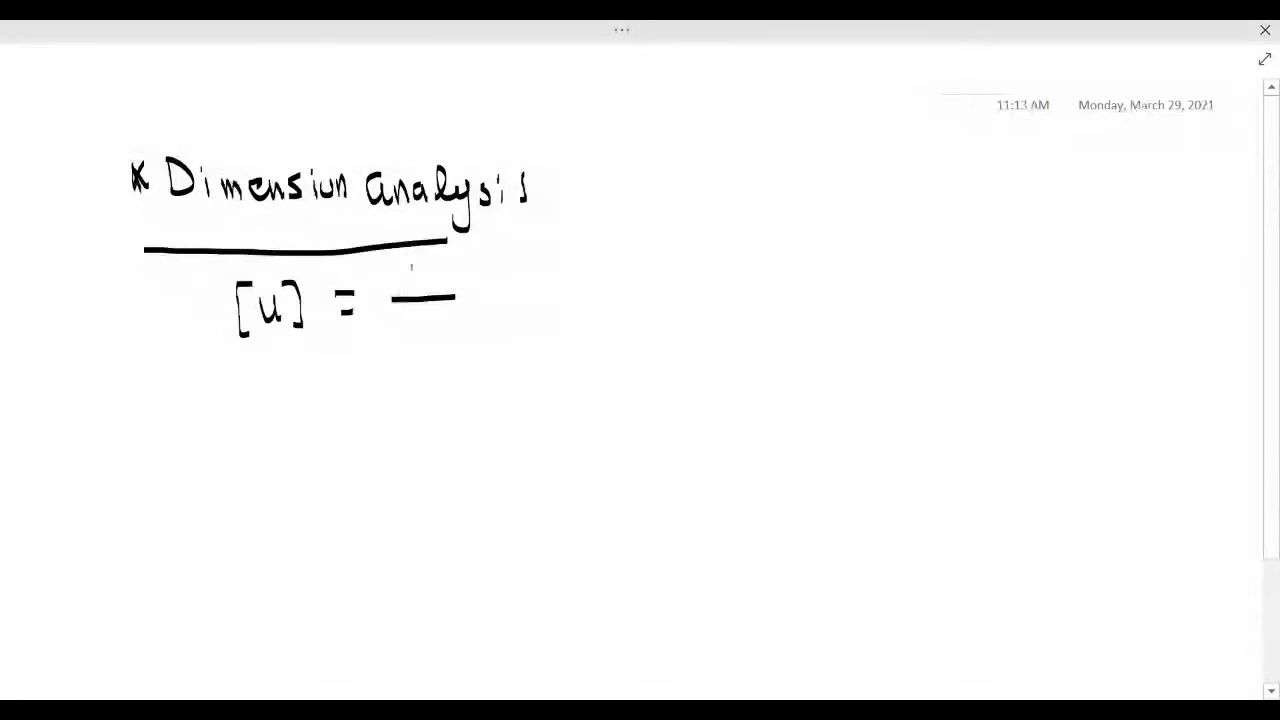 11:13 AM Monday, March 29, 2021
* Dimension analysis
[u] = —